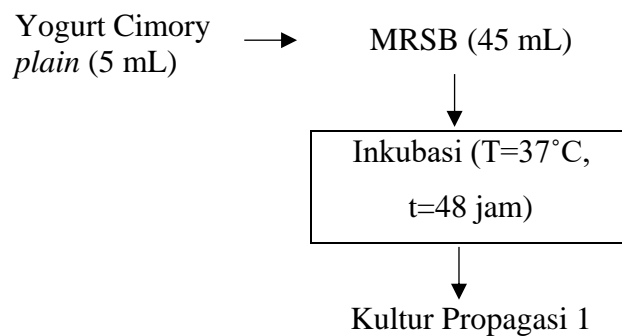 Yogurt Cimory
plain (5 mL)
MRSB (45 mL)
Inkubasi (T=37˚C,
t=48 jam)
Kultur Propagasi 1